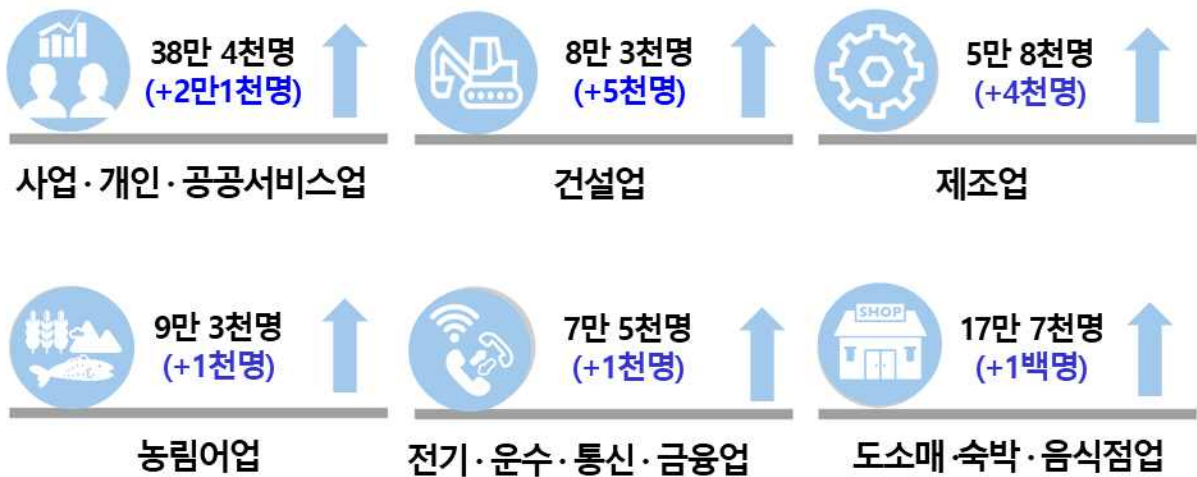 38만 4천명
(+2만1천명)
사업·개인·공공서비스업
8만 3천명
(+5천명)
건설업
5만 8천명
(+4천명)
제조업
9만 3천명
(+1천명)
농림어업
7만 5천명
(+1천명)
전기·운수·통신·금융업
SHOP
17만 7천명
(+1백명)
도소매·숙박·음식점업